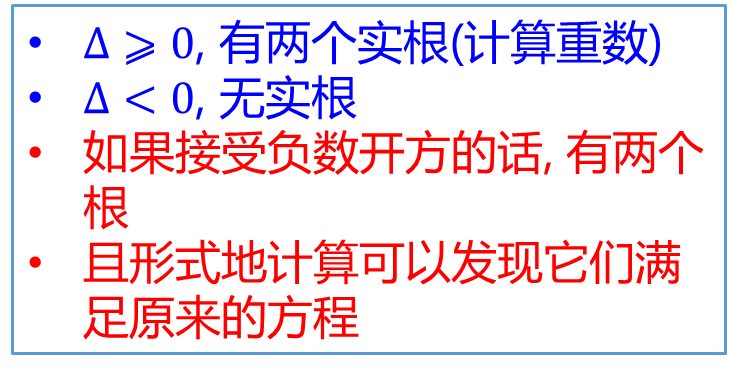 • Δ ⩾ 0, 有两个实根(计算重数)
• Δ < 0, 无实根
• 如果接受负数开方的话, 有两个
根
• 且形式地计算可以发现它们满
足原来的方程